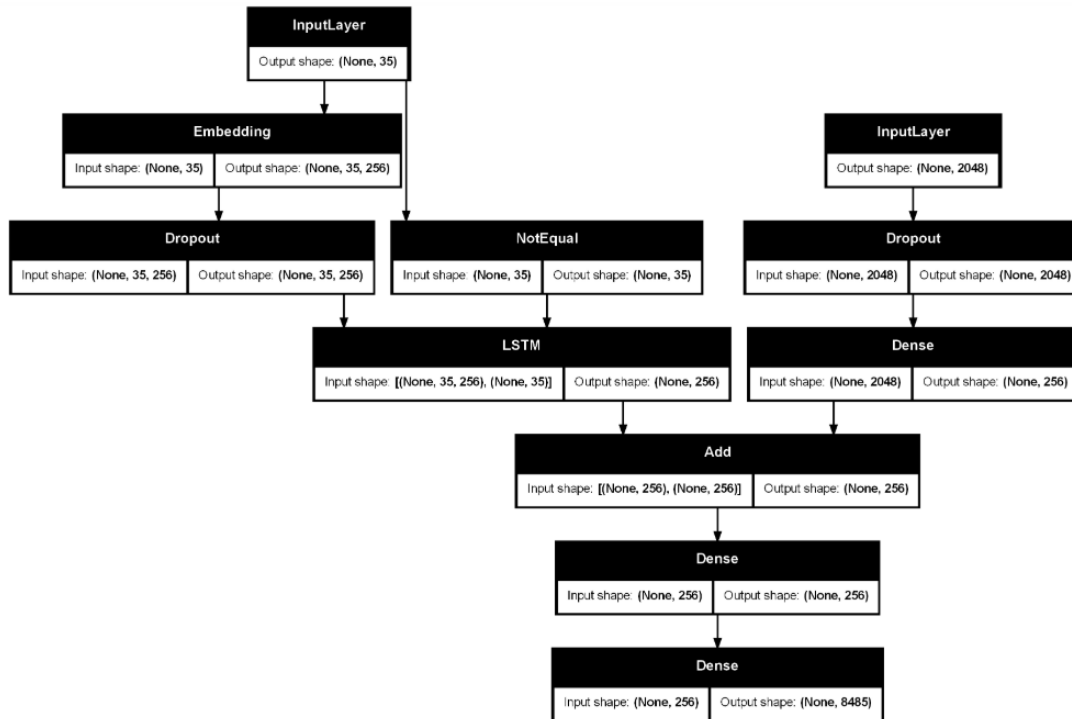 InputLayer
Output shape: (None, 35)
Embedding
Input shape: (None, 35) Output shape: (None, 35, 256)
InputLayer
Output shape: (None, 2048)
Dropout
Input shape: (None, 35, 256) Output shape: (None, 35, 256)
NotEqual
Input shape: (None, 35) Output shape: (None, 35)
Dropout
Input shape: (None, 2048) Output shape: (None, 2048)
LSTM
Input shape: [(None, 35, 256), (None, 35)] Output shape: (None, 256)
Dense
Input shape: (None, 2048) Output shape: (None, 256)
Add
Input shape: [(None, 256), (None, 256)] Output shape: (None, 256)
Dense
Input shape: (None, 256) Output shape: (None, 256)
Dense
Input shape: (None, 256) Output shape: (None, 8485)